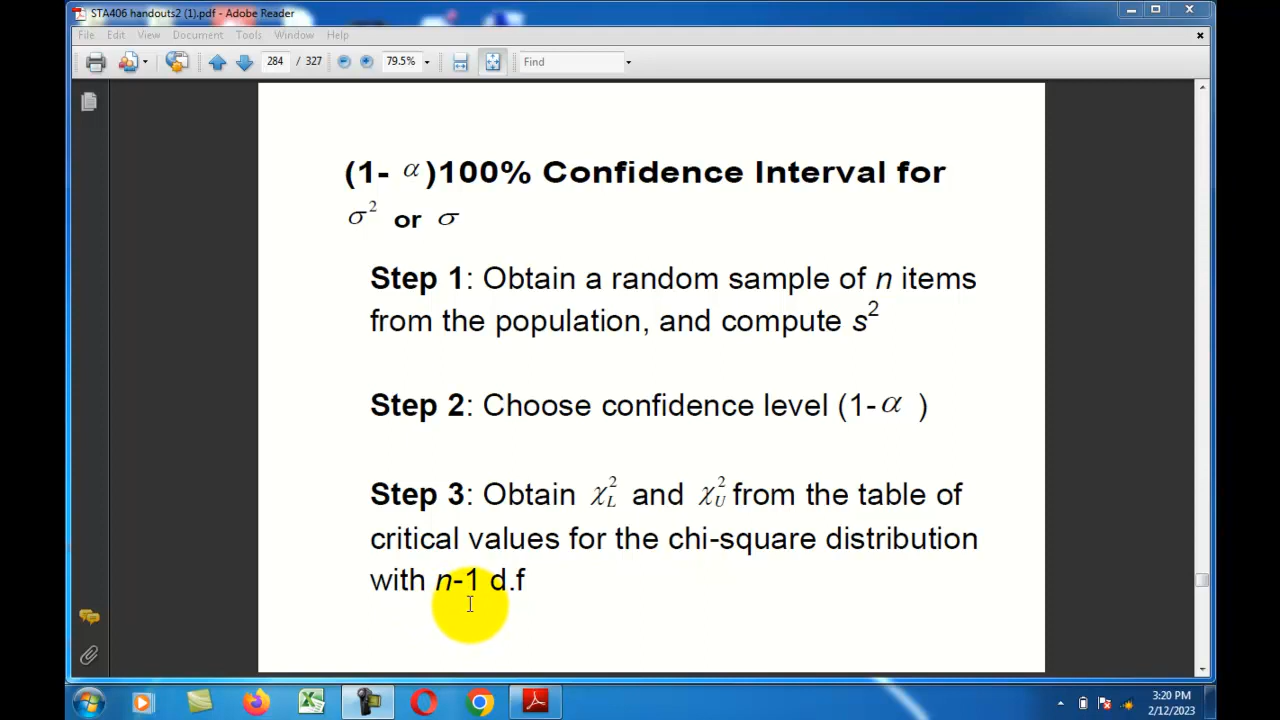 STA406 handouts2 (1).pdf - Adobe Reader
File Edit View Document Tools Window Help
284 / 327 79.5% Find
(1- α)100% Confidence Interval for
σ² or σ
Step 1: Obtain a random sample of n items
from the population, and compute s²
Step 2: Choose confidence level (1-α )
Step 3: Obtain χ²L and χ²U from the table of
critical values for the chi-square distribution
with n-1 d.f
3:20 PM
2/12/2023